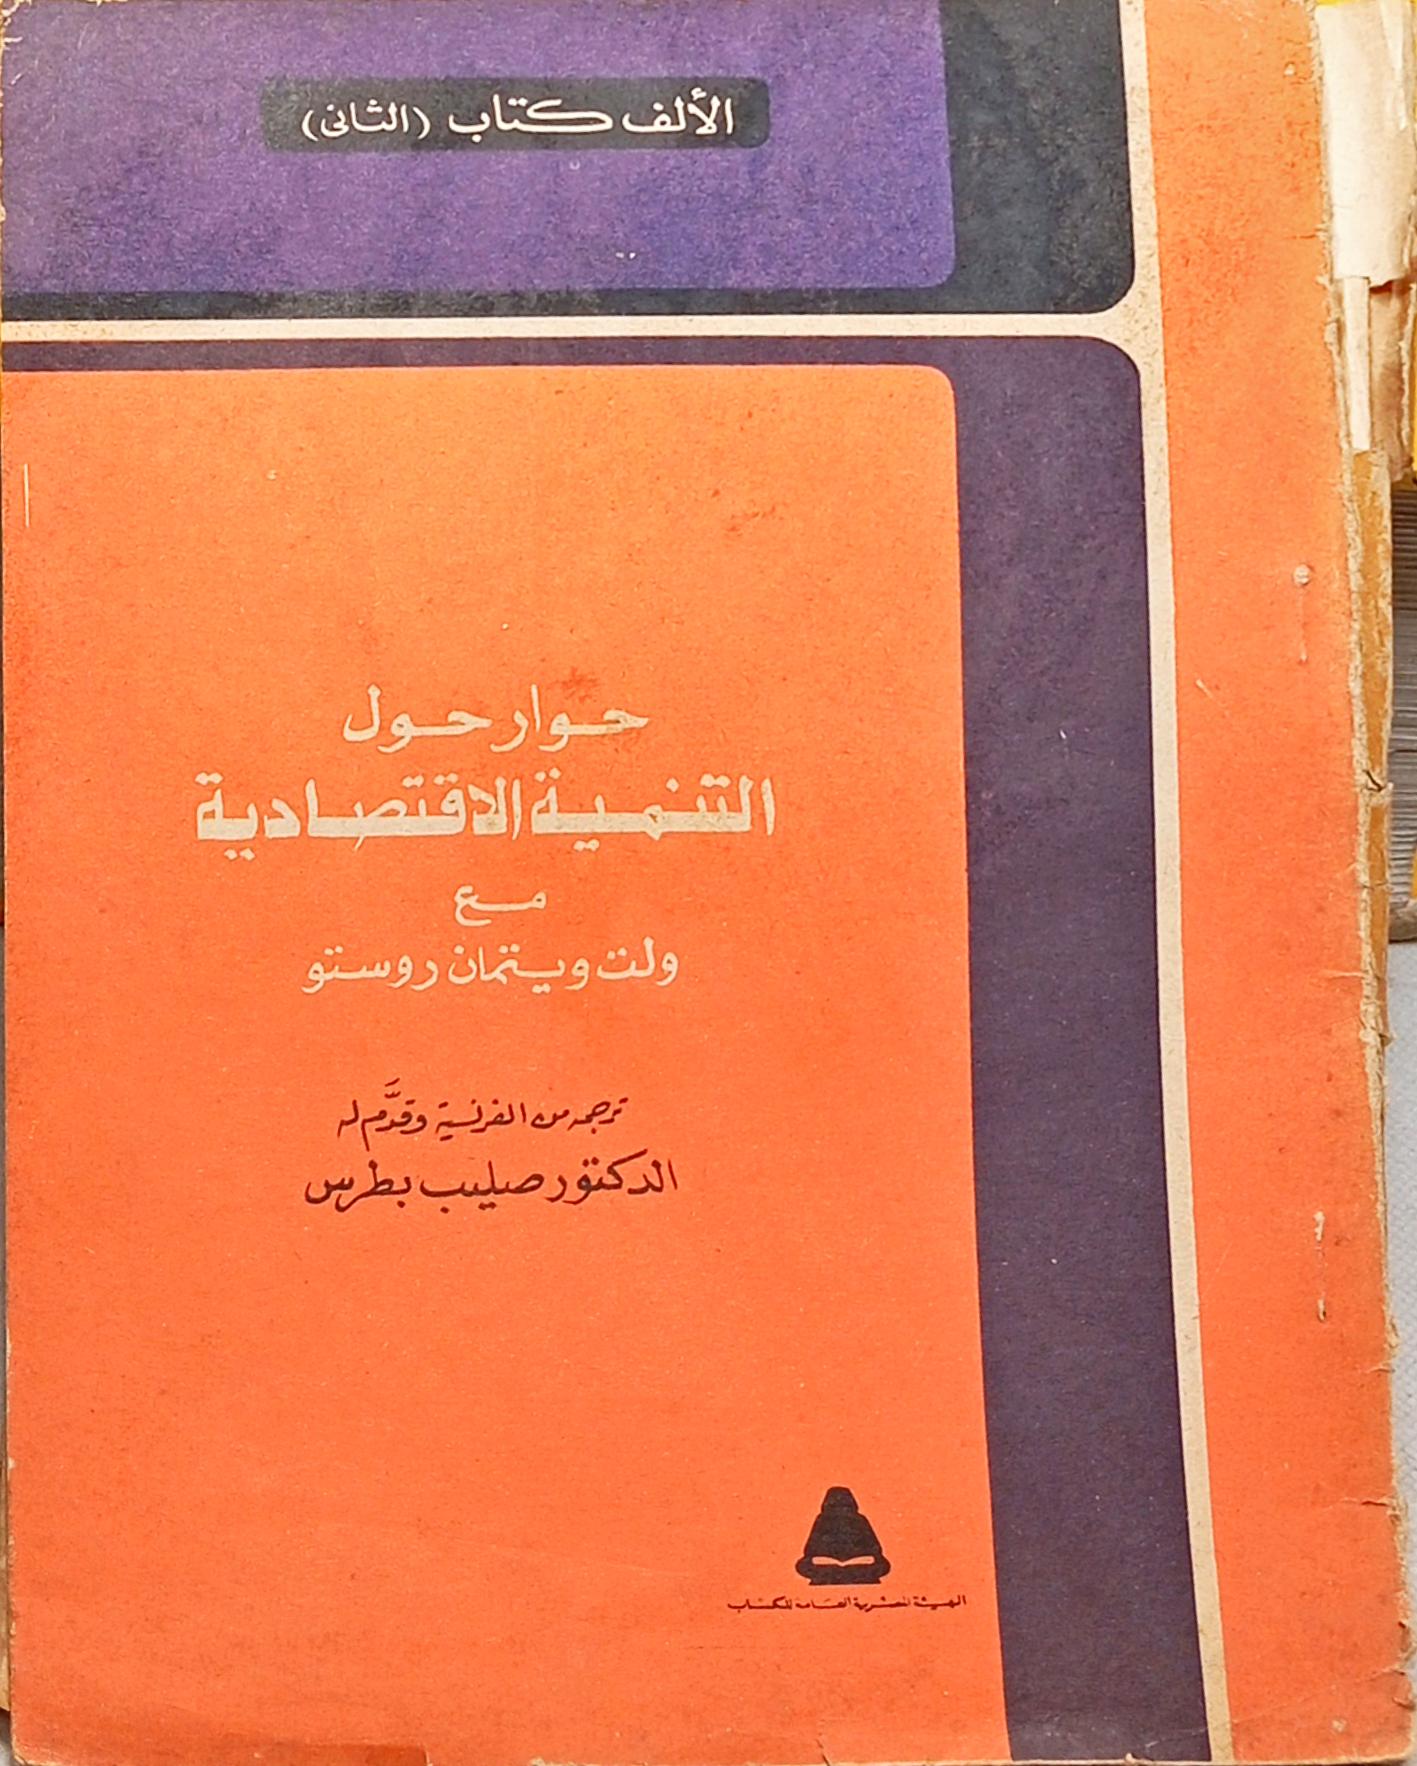 الألف كتاب (الثانى)
حوار حول
التنمية الاقتصادية
مع
ولت ويتمان روستو
ترجمه من الفرنسية وقدَّم له
الدكتور صليب بطرس
الهيئة المصرية العامة للكتاب